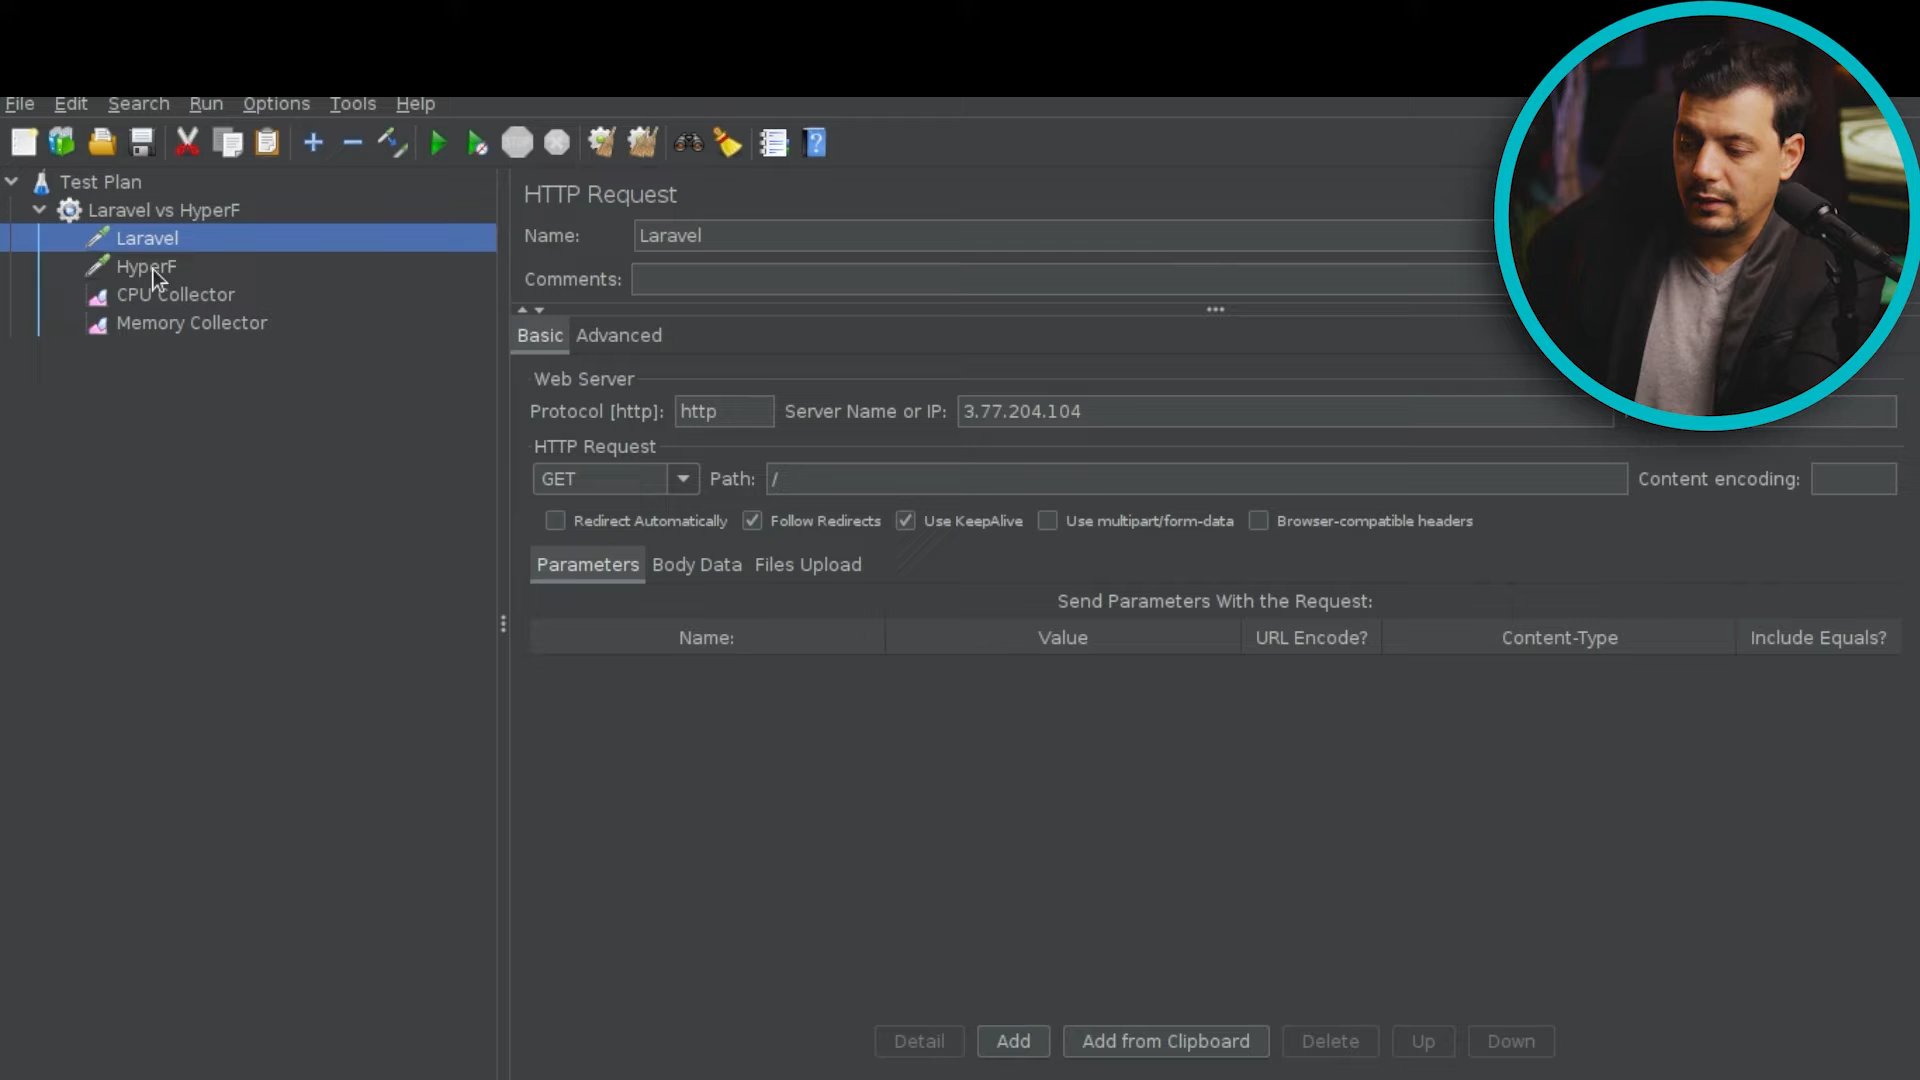 File Edit Search Run Options Tools Help
Test Plan
Laravel vs HyperF
Laravel
HyperF
CPU Collector
Memory Collector
HTTP Request
Name: Laravel
Comments:
Basic Advanced
Web Server
Protocol [http]: http Server Name or IP: 3.77.204.104
HTTP Request
GET Path: / Content encoding:
Redirect Automatically Follow Redirects Use KeepAlive Use multipart/form-data Browser-compatible headers
Parameters Body Data Files Upload
Send Parameters With the Request:
Name: Value URL Encode? Content-Type Include Equals?
Detail Add Add from Clipboard Delete Up Down